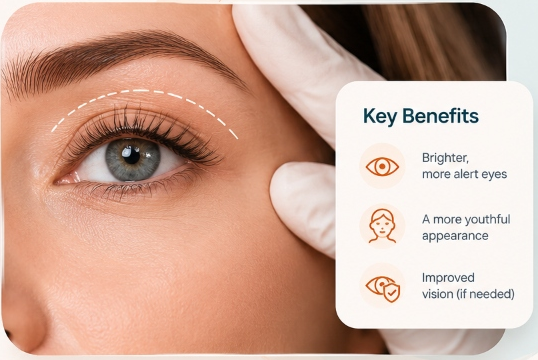 Key Benefits
Brighter,
more alert eyes
A more youthful
appearance
Improved
vision (if needed)